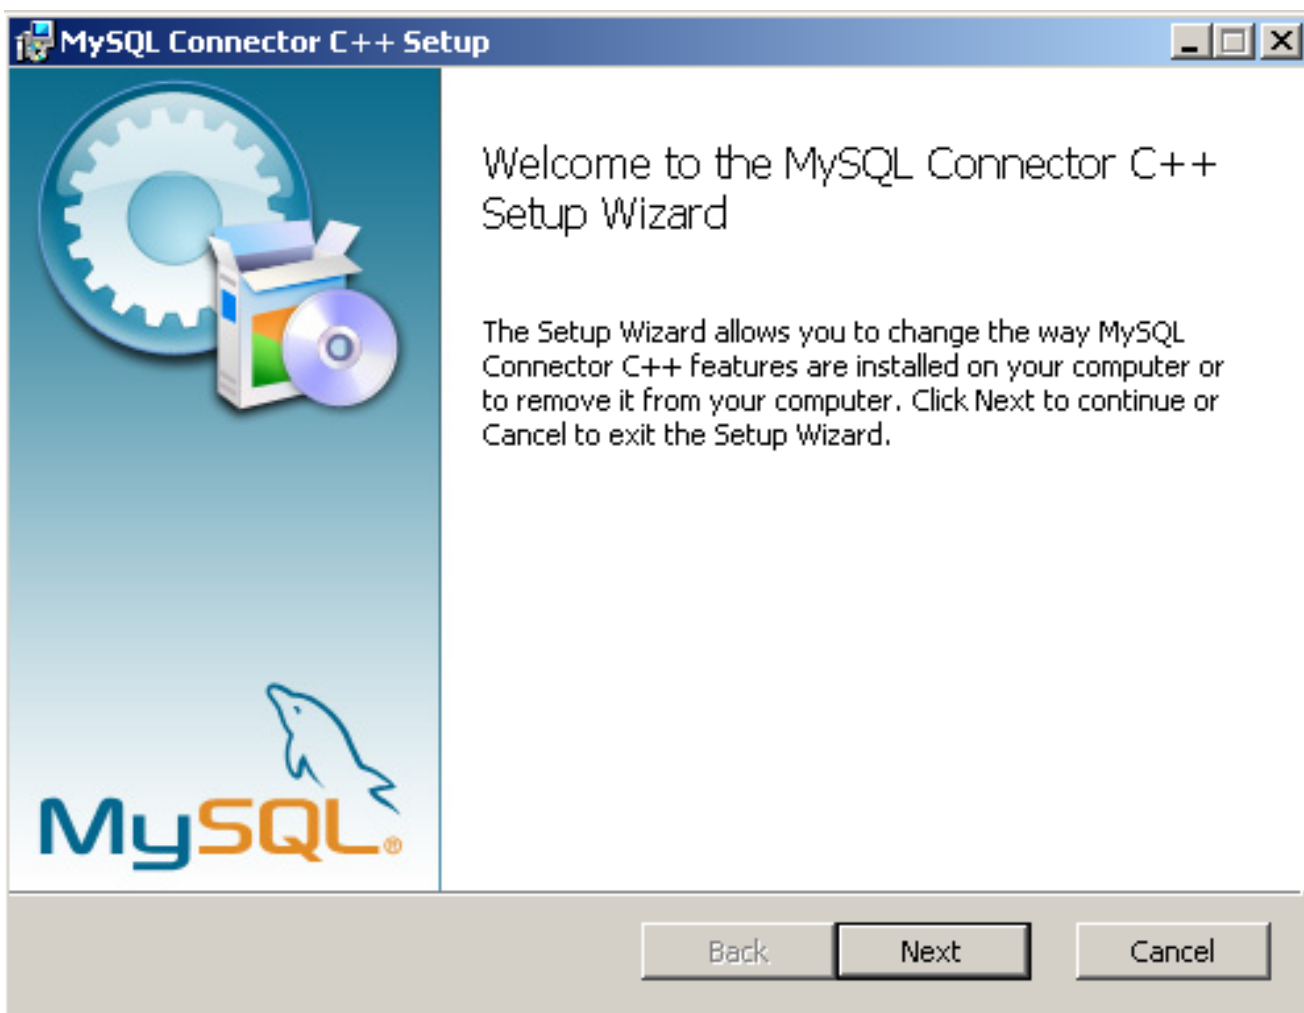 MySQL Connector C++ Setup
Welcome to the MySQL Connector C++
Setup Wizard
The Setup Wizard allows you to change the way MySQL
Connector C++ features are installed on your computer or
to remove it from your computer. Click Next to continue or
Cancel to exit the Setup Wizard.
MySQL®
Back Next Cancel